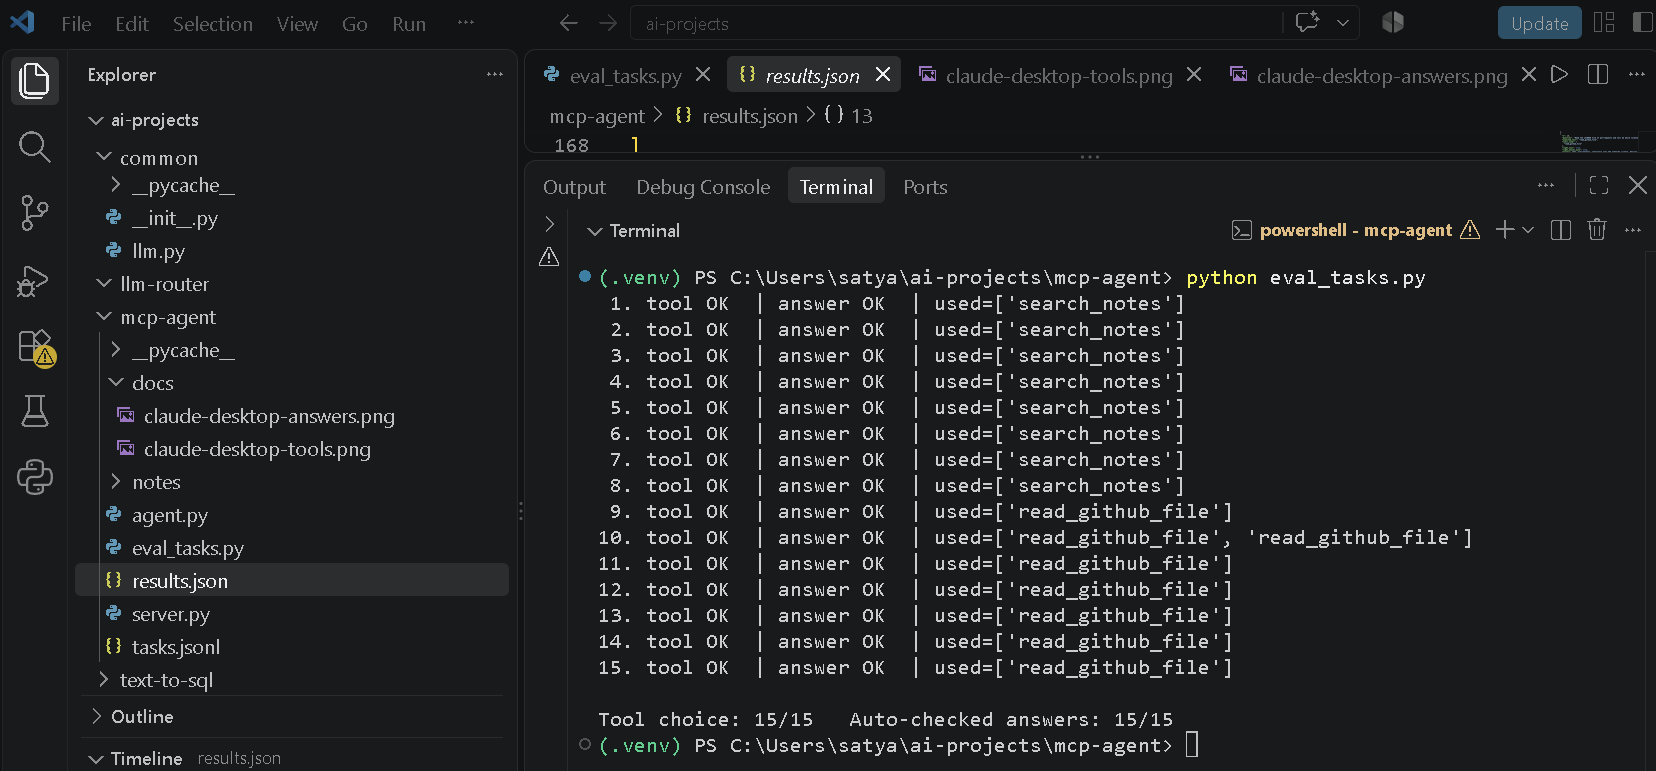 File Edit Selection View Go Run ··· ai-projects Update
Explorer ···
ai-projects
common
__pycache__
__init__.py
llm.py
llm-router
mcp-agent
__pycache__
docs
claude-desktop-answers.png
claude-desktop-tools.png
notes
agent.py
eval_tasks.py
results.json
server.py
tasks.jsonl
text-to-sql
Outline
Timeline results.json
eval_tasks.py results.json claude-desktop-tools.png claude-desktop-answers.png ···
mcp-agent > {} results.json > {} 13
168 ]
Output Debug Console Terminal Ports ···
Terminal powershell - mcp-agent ···
(.venv) PS C:\Users\satya\ai-projects\mcp-agent> python eval_tasks.py
1. tool OK | answer OK | used=['search_notes']
2. tool OK | answer OK | used=['search_notes']
3. tool OK | answer OK | used=['search_notes']
4. tool OK | answer OK | used=['search_notes']
5. tool OK | answer OK | used=['search_notes']
6. tool OK | answer OK | used=['search_notes']
7. tool OK | answer OK | used=['search_notes']
8. tool OK | answer OK | used=['search_notes']
9. tool OK | answer OK | used=['read_github_file']
10. tool OK | answer OK | used=['read_github_file', 'read_github_file']
11. tool OK | answer OK | used=['read_github_file']
12. tool OK | answer OK | used=['read_github_file']
13. tool OK | answer OK | used=['read_github_file']
14. tool OK | answer OK | used=['read_github_file']
15. tool OK | answer OK | used=['read_github_file']
Tool choice: 15/15 Auto-checked answers: 15/15
(.venv) PS C:\Users\satya\ai-projects\mcp-agent>